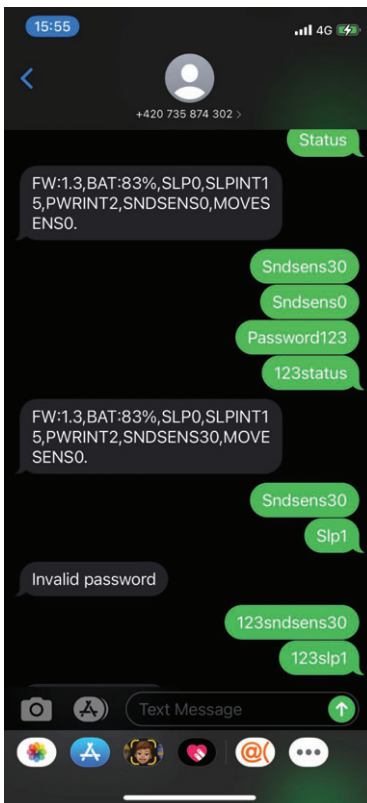 15:55
4G
+420 735 874 302 >
Status
FW:1.3,BAT:83%,SLP0,SLPINT1
5,PWRINT2,SNDSENS0,MOVES
ENS0.
Sndsens30
Sndsens0
Password123
123status
FW:1.3,BAT:83%,SLP0,SLPINT1
5,PWRINT2,SNDSENS30,MOVE
SENS0.
Sndsens30
Slp1
Invalid password
123sndsens30
123slp1
Text Message
@(